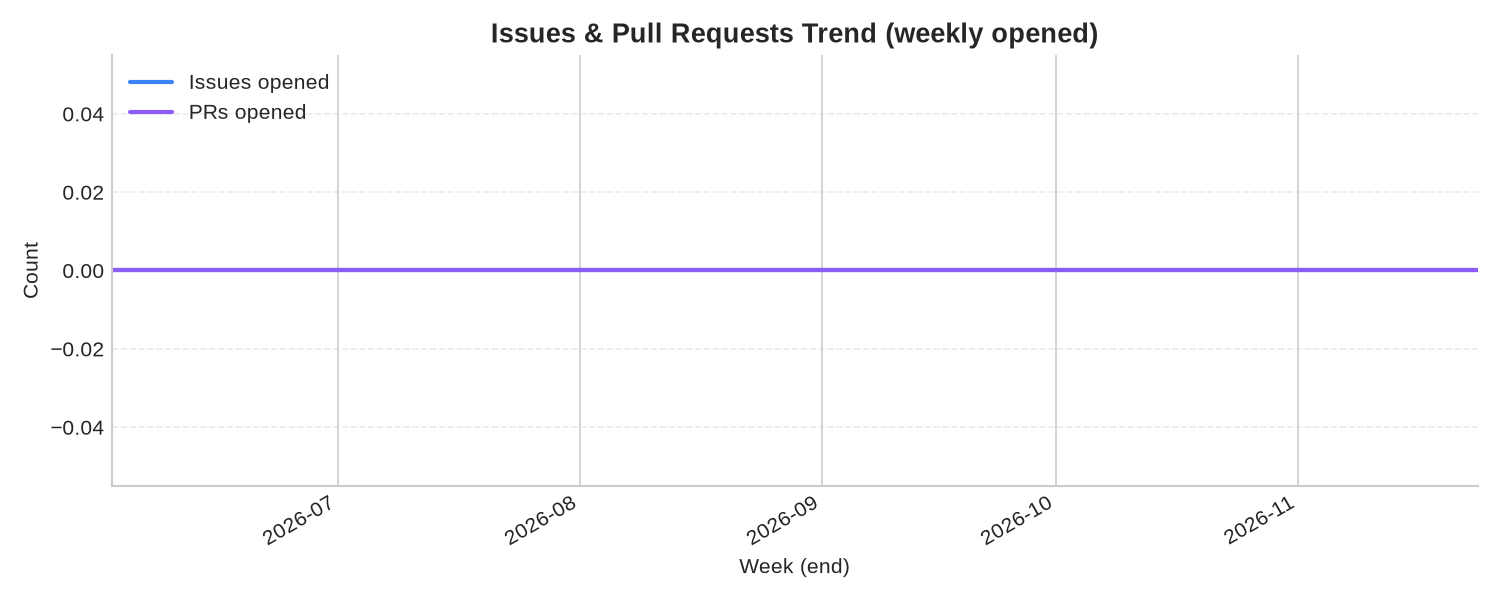 Issues & Pull Requests Trend (weekly opened)
Issues opened
PRs opened
0.04
0.02
0.00
−0.02
−0.04
Count
2026-07
2026-08
2026-09
2026-10
2026-11
Week (end)